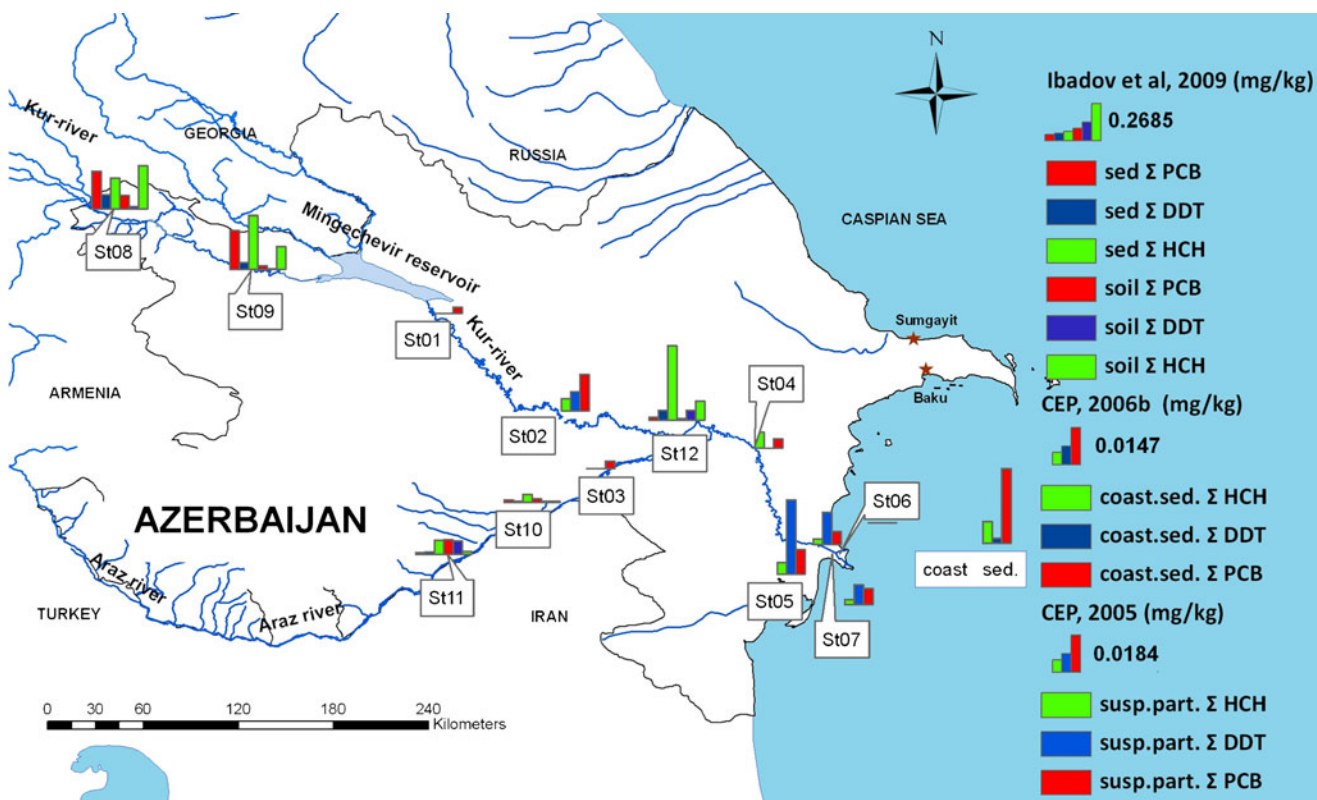 N
Ibadov et al, 2009 (mg/kg)
0.2685
sed Σ PCB
sed Σ DDT
sed Σ HCH
soil Σ PCB
soil Σ DDT
soil Σ HCH
CEP, 2006b (mg/kg)
0.0147
coast.sed. Σ HCH
coast.sed. Σ DDT
coast.sed. Σ PCB
CEP, 2005 (mg/kg)
0.0184
susp.part. Σ HCH
susp.part. Σ DDT
susp.part. Σ PCB
Kur-river
GEORGIA
RUSSIA
CASPIAN SEA
St08
Mingechevir reservoir
St09
St01
Kur-river
Sumgayit
Baku
ARMENIA
St04
St02
St12
St03
St06
AZERBAIJAN
St10
coast sed.
Araz river
St11
St05
TURKEY
Araz river
IRAN
St07
0 30 60 120 180 240
Kilometers